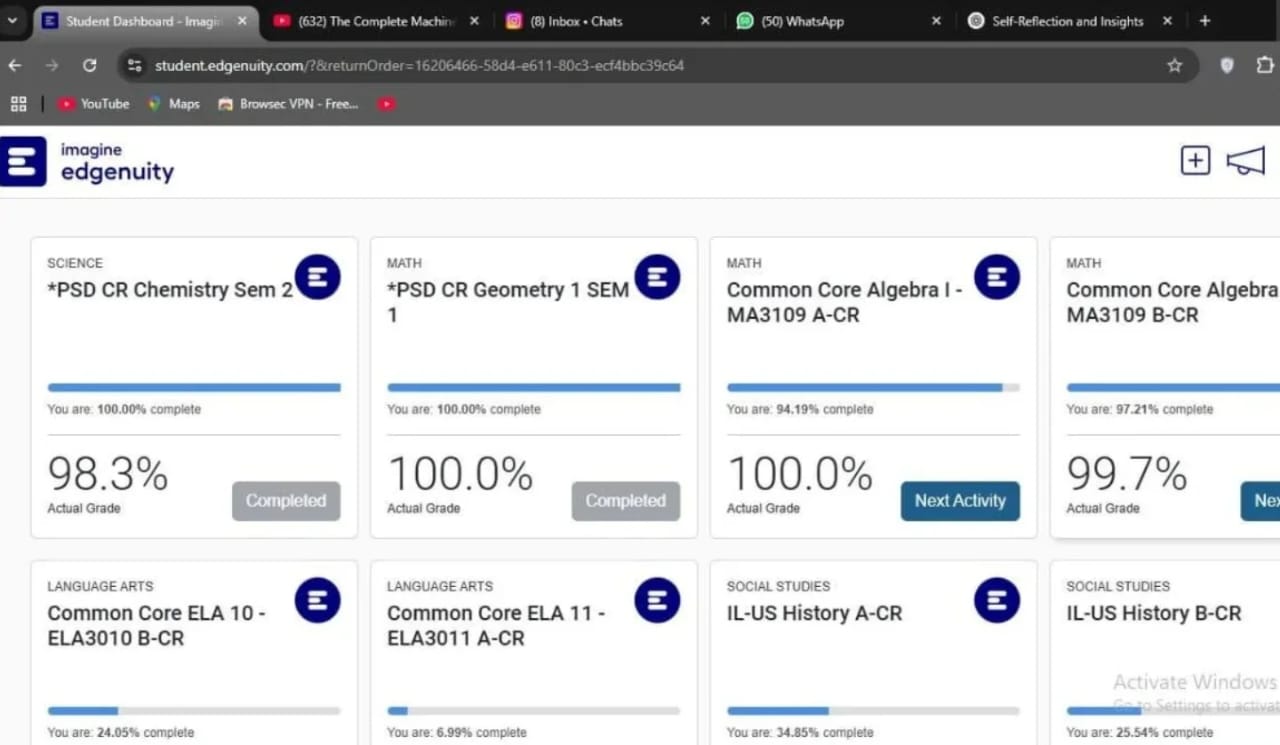 Student Dashboard - Imagin
(632) The Complete Machin
(8) Inbox • Chats
(50) WhatsApp
Self-Reflection and Insights
student.edgenuity.com/?&returnOrder=16206466-58d4-e611-80c3-ecf4bbc39c64
YouTube
Maps
Browsec VPN - Free...
imagine
edgenuity
SCIENCE
*PSD CR Chemistry Sem 2
You are: 100.00% complete
98.3%
Actual Grade
Completed
MATH
*PSD CR Geometry 1 SEM
1
You are: 100.00% complete
100.0%
Actual Grade
Completed
MATH
Common Core Algebra I -
MA3109 A-CR
You are: 94.19% complete
100.0%
Actual Grade
Next Activity
MATH
Common Core Algebra
MA3109 B-CR
You are: 97.21% complete
99.7%
Actual Grade
Nex
LANGUAGE ARTS
Common Core ELA 10 -
ELA3010 B-CR
You are: 24.05% complete
LANGUAGE ARTS
Common Core ELA 11 -
ELA3011 A-CR
You are: 6.99% complete
SOCIAL STUDIES
IL-US History A-CR
You are: 34.85% complete
SOCIAL STUDIES
IL-US History B-CR
You are: 25.54% complete
Activate Windows
Go to Settings to activat